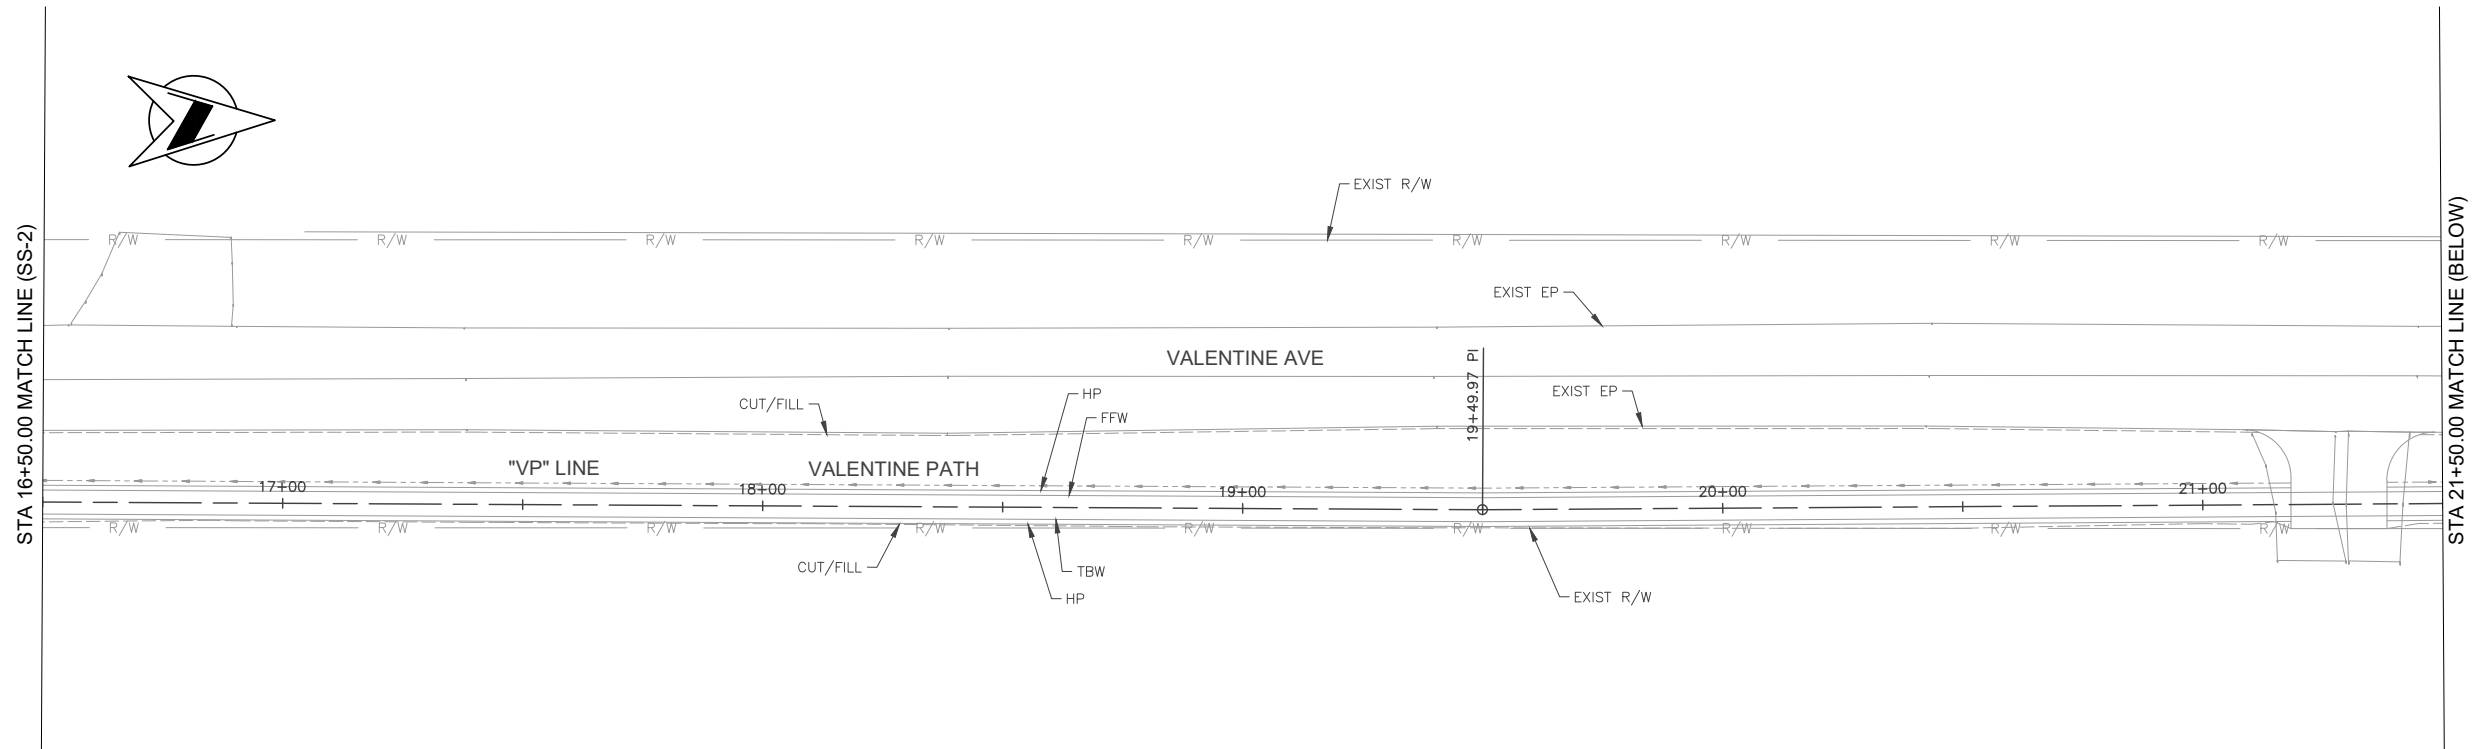 STA 16+50.00 MATCH LINE (SS-2)
EXIST R/W
R/W R/W R/W R/W R/W R/W R/W R/W R/W
STA 21+50.00 MATCH LINE (BELOW)
EXIST EP
VALENTINE AVE
19+49.97 PI
EXIST EP
HP
CUT/FILL
FFW
"VP" LINE
VALENTINE PATH
17+00 18+00 19+00 20+00 21+00
R/W R/W R/W R/W R/W R/W R/W R/W R/W
CUT/FILL
TBW
HP
EXIST R/W